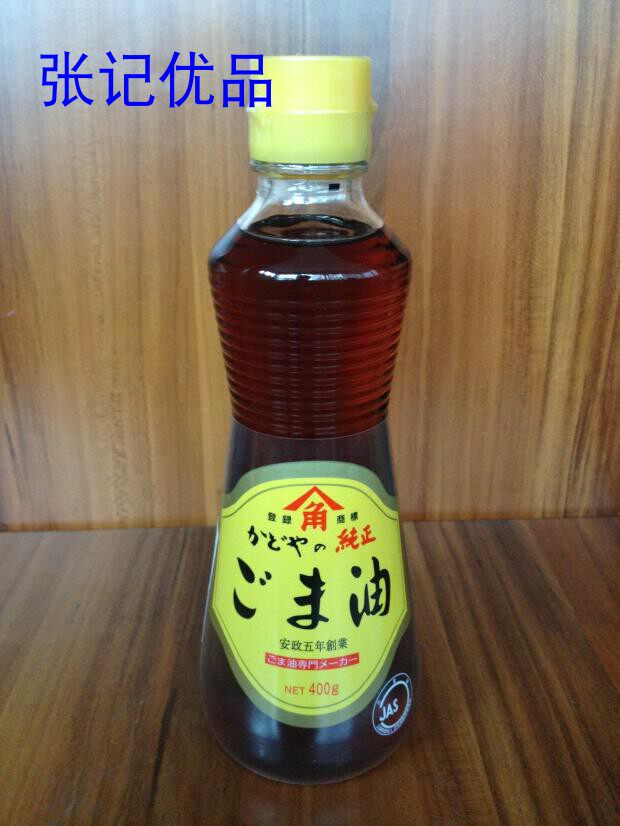 张记优品
登録 角 商標
かどやの 純正
ごま油
安政五年創業
ごま油専門メーカー
NET 400g
JAS